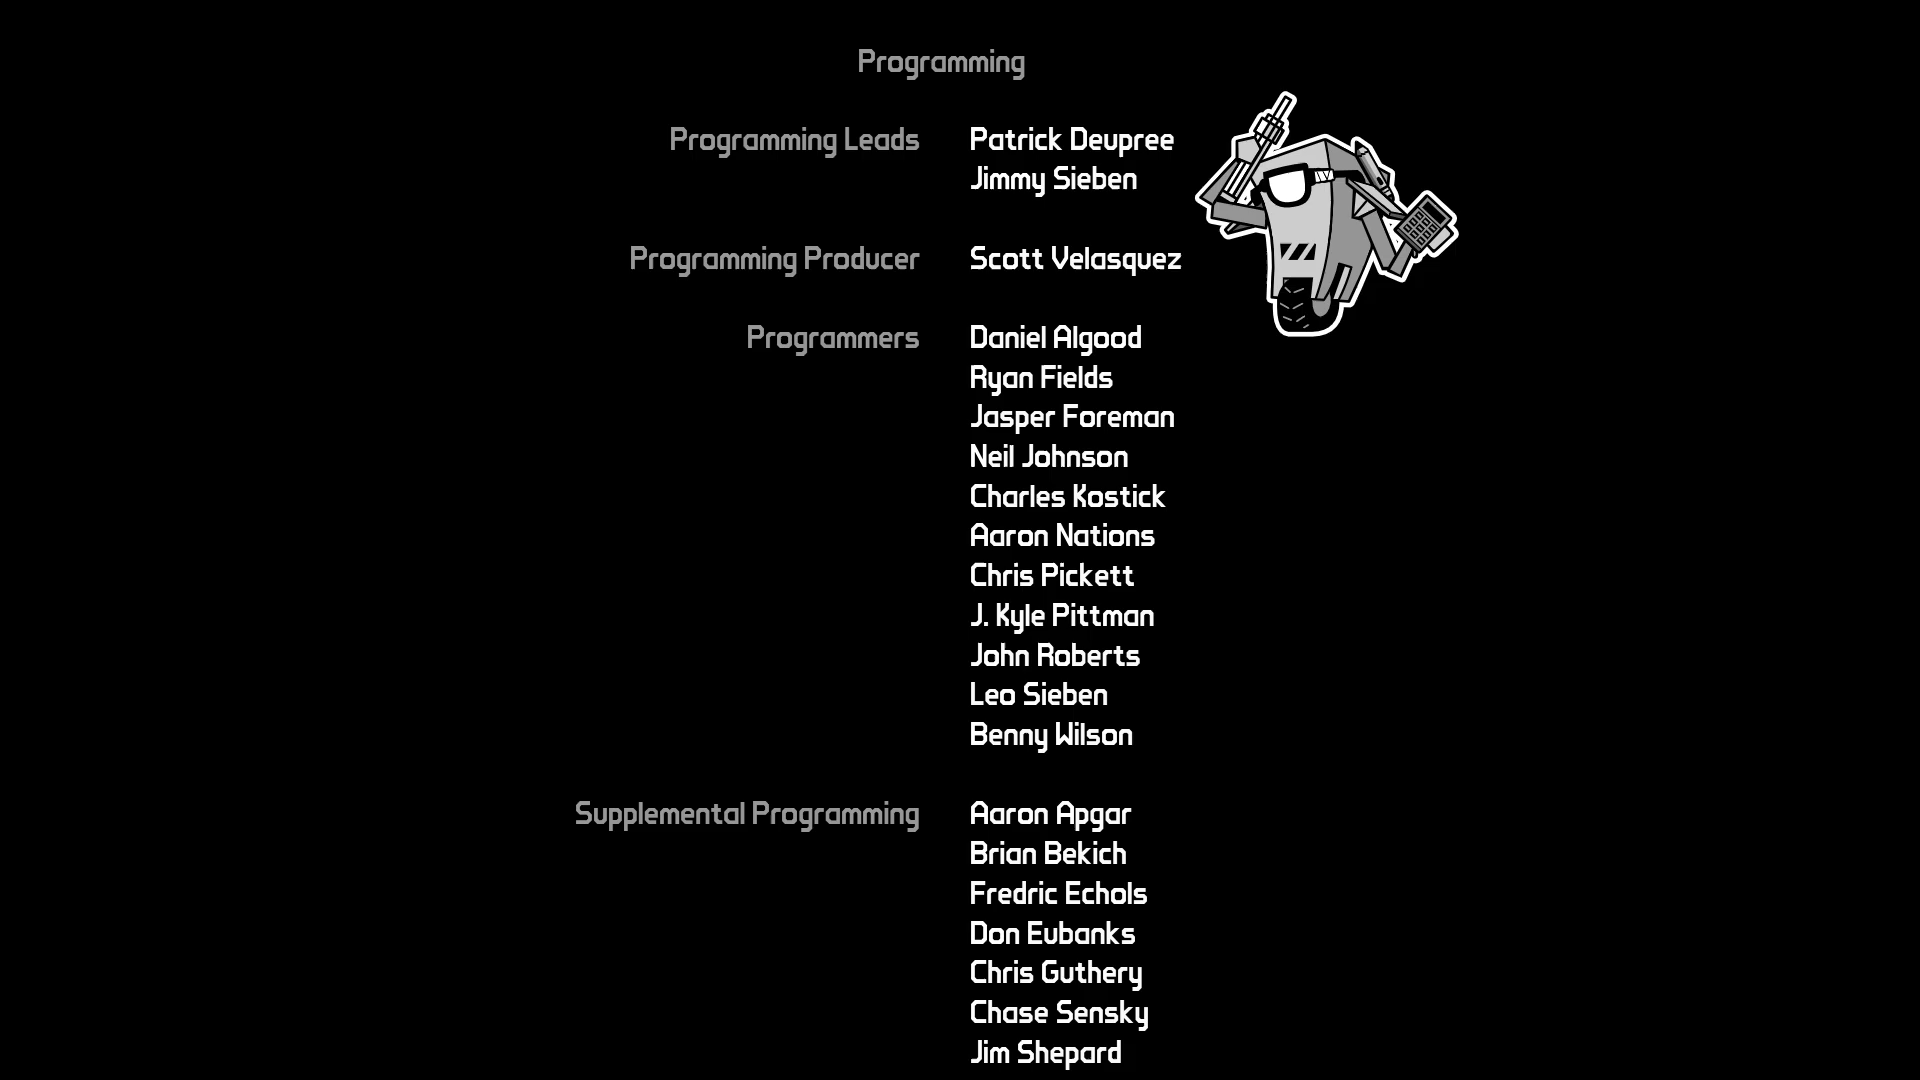 Programming
Programming Leads Patrick Deupree
Jimmy Sieben
Programming Producer Scott Velasquez
Programmers Daniel Algood
Ryan Fields
Jasper Foreman
Neil Johnson
Charles Kostick
Aaron Nations
Chris Pickett
J. Kyle Pittman
John Roberts
Leo Sieben
Benny Wilson
Supplemental Programming Aaron Apgar
Brian Bekich
Fredric Echols
Don Eubanks
Chris Guthery
Chase Sensky
Jim Shepard